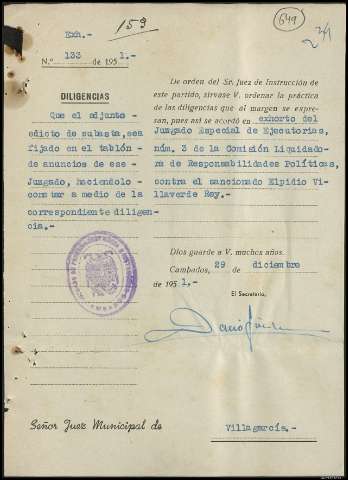 649
2/1
Exh.-
159
N.º 133 de 195 1.-
DILIGENCIAS
Que el adjunto -
edicto de subasta, sea
fijado en el tablón-
de anuncios de ese-
Juzgado, haciéndolo-
constar a medio de la
correspondiente diligen-
cia.-
De orden del Sr. Juez de Instrucción de
este partido, sírvase V. ordenar la práctica
de las diligencias que al margen se expre-
san, pues así se acordó en exhorto del
Juzgado Especial de Ejecutorias,
núm. 3 de la Comisión Liquidado-
ra de Responsabilidades Políticas,
contra el sancionado Elpidio Vi-
llaverde Rey.-
Dios guarde a V. muchos años.
Cambados, 29 de diciembre
de 195 1.-
El Secretario,
Señor Juez Municipal de
Villagarcía.-